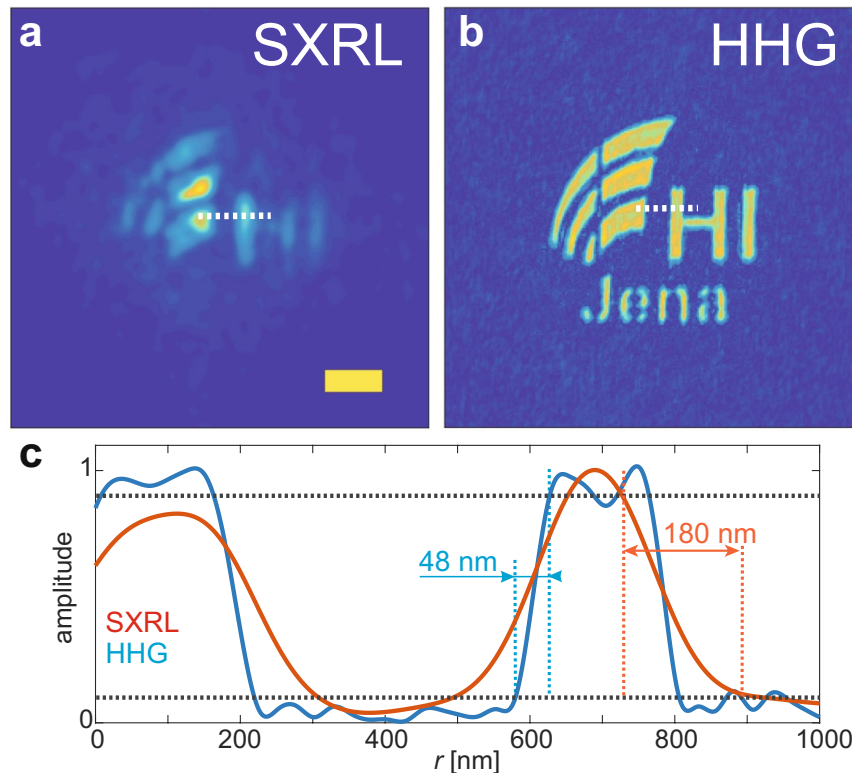 a SXRL
b HHG
HI
Jena
c
1
48 nm
180 nm
amplitude
SXRL
HHG
0
0 200 400 600 800 1000
r [nm]